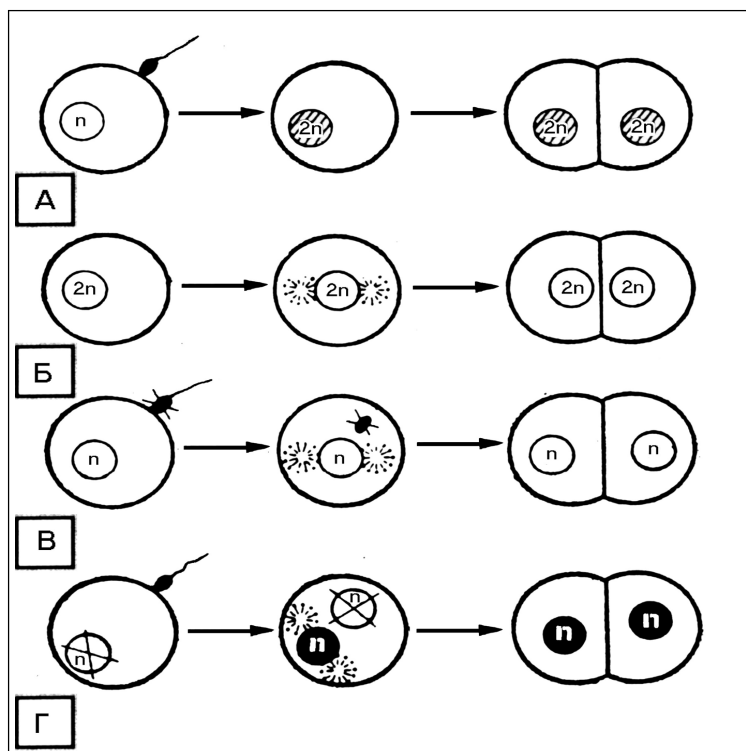 n 2n 2n 2n
А
2n 2n 2n 2n
Б
n n n n
В
n n n n n
Г